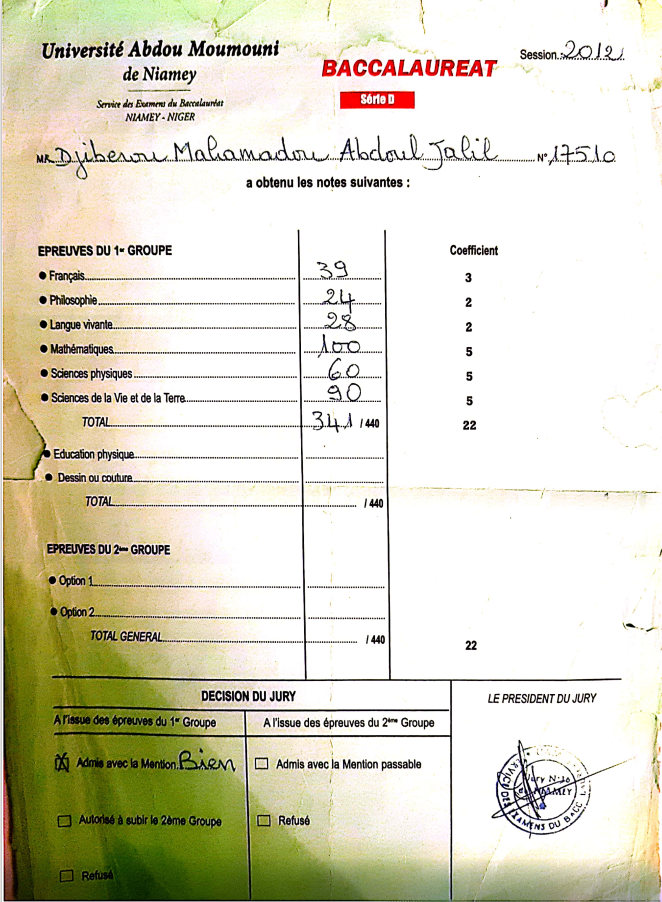 Université Abdou Moumouni
de Niamey
Service des Examens du Baccalauréat
NIAMEY - NIGER
BACCALAUREAT
Série D
Session 2012
MR Djiberou Mahamadou Abdoul Jalil N° 17510
a obtenu les notes suivantes :
EPREUVES DU 1er GROUPE Coefficient
● Français 39 3
● Philosophie 24 2
● Langue vivante 28 2
● Mathématiques 100 5
● Sciences physiques 60 5
● Sciences de la Vie et de la Terre 90 5
TOTAL 341 / 440 22
● Education physique
● Dessin ou couture
TOTAL / 440
EPREUVES DU 2ème GROUPE
● Option 1
● Option 2
TOTAL GENERAL / 440 22
DECISION DU JURY
LE PRESIDENT DU JURY
A l'issue des épreuves du 1er Groupe
A l'issue des épreuves du 2ème Groupe
Admis avec la Mention Bien
Admis avec la Mention passable
Autorisé à subir le 2ème Groupe
Refusé
Refusé
Jury N°
NIAMEY
SERVICE DES EXAMENS DU BACC